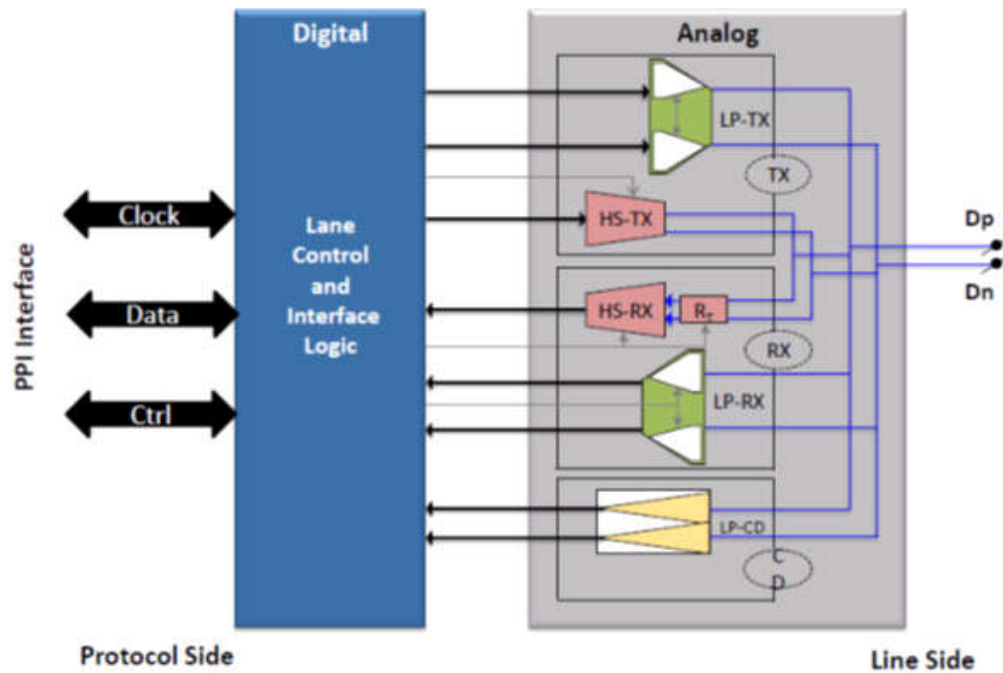 Digital
Analog
LP-TX
TX
Clock
HS-TX
Lane
Control
and
Interface
Logic
Dp
Dn
PPI Interface
Data
HS-RX
RT
RX
Ctrl
LP-RX
LP-CD
C
D
Protocol Side
Line Side